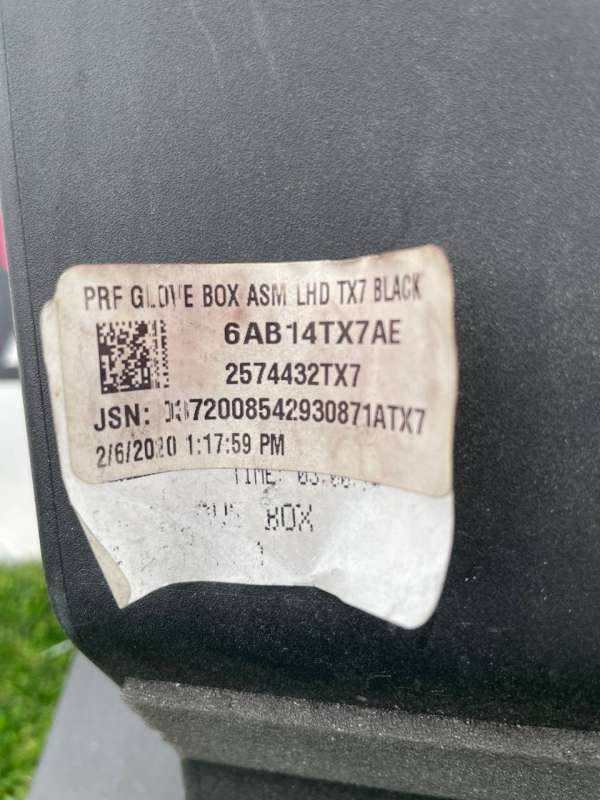 PRF GLOVE BOX ASM LHD TX7 BLACK
6AB14TX7AE
2574432TX7
JSN:
2/6/2020 1:17:59 PM
TIME:
BOX